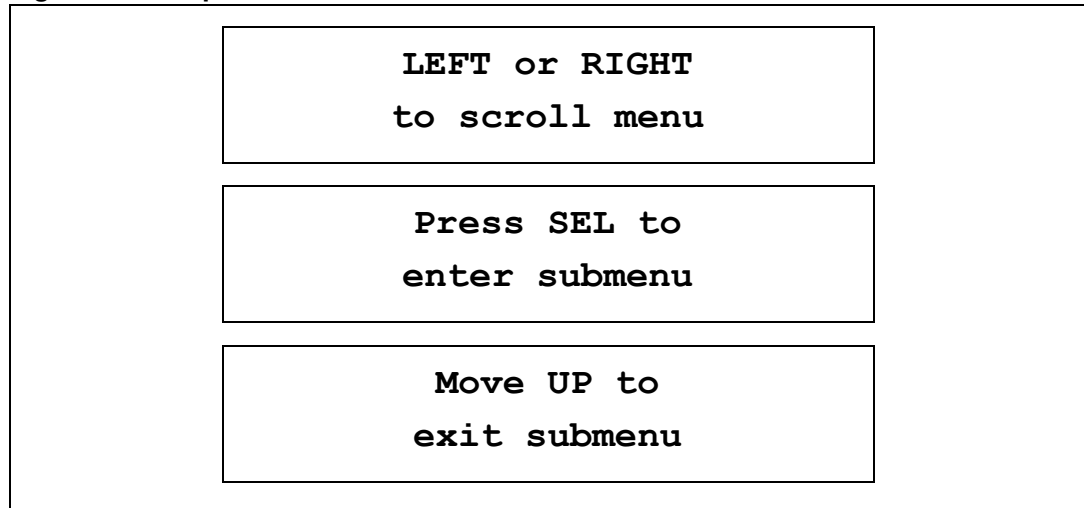 LEFT or RIGHT
to scroll menu
Press SEL to
enter submenu
Move UP to
exit submenu